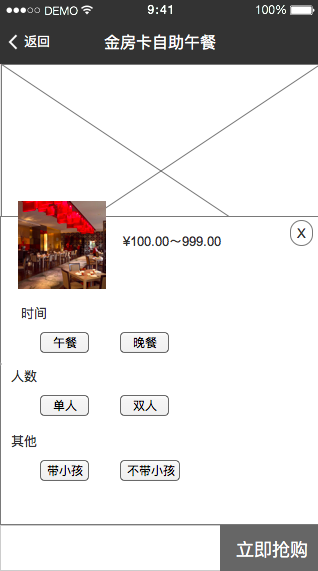 DEMO 9:41 100%
返回 金房卡自助午餐
¥100.00～999.00 X
时间
午餐 晚餐
人数
单人 双人
其他
带小孩 不带小孩
立即抢购